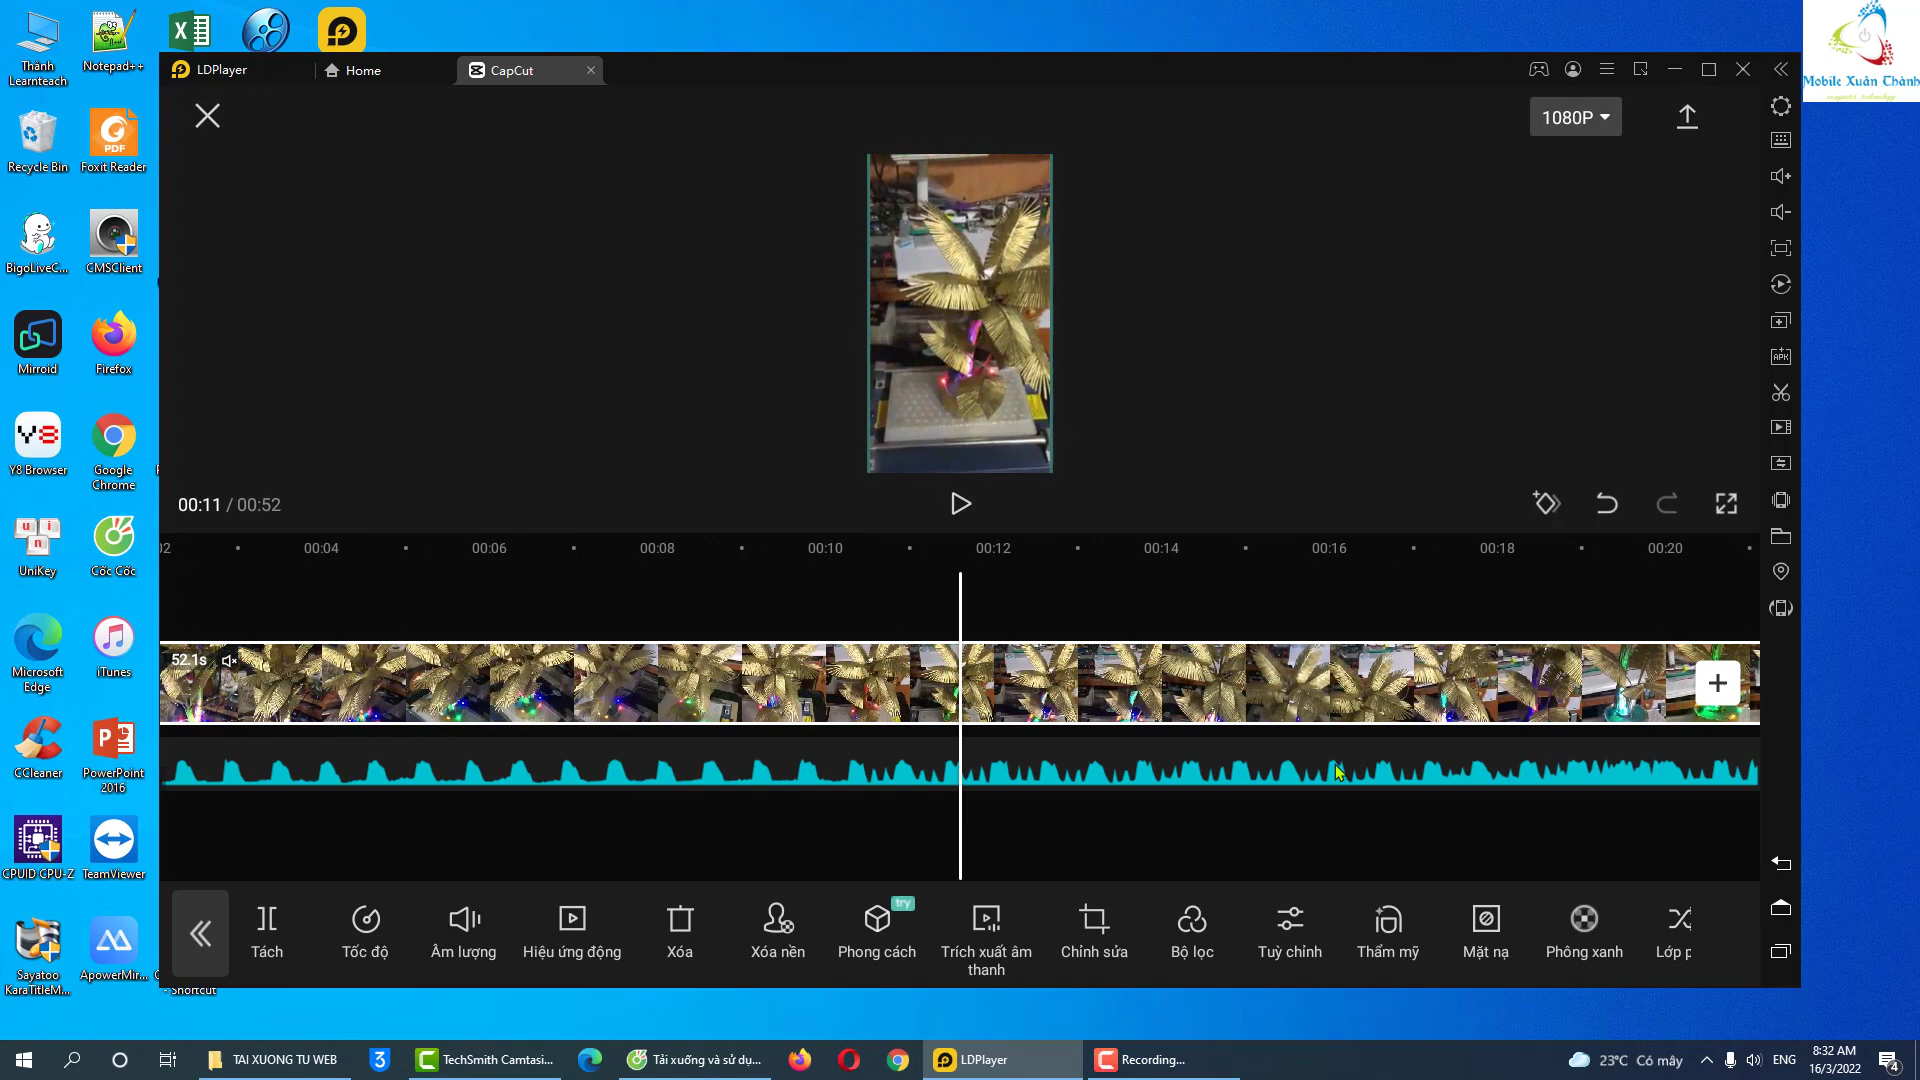 Thành
Learnteach
Notepad++
LDPlayer
Home
CapCut
Mobile Xuân Thành
1080P
Recycle Bin
Foxit Reader
PDF
BigoLiveC...
CMSClient
Mirroid
Firefox
Y8 Browser
Google
Chrome
00:11 / 00:52
UniKey
Cốc Cốc
00:04
00:06
00:08
00:10
00:12
00:14
00:16
00:18
00:20
Microsoft
Edge
iTunes
52.1s
CCleaner
PowerPoint
2016
CPUID CPU-Z
TeamViewer
try
Tách
Tốc độ
Âm lượng
Hiệu ứng động
Xóa
Xóa nền
Phong cách
Trích xuất âm
thanh
Chỉnh sửa
Bộ lọc
Tuỳ chỉnh
Thẩm mỹ
Mặt nạ
Phông xanh
Lớp p
Sayatoo
KaraTitleM...
ApowerMir...
- Shortcut
TAI XUONG TU WEB
TechSmith Camtasi...
Tải xuống và sử dụ...
LDPlayer
Recording...
23°C Có mây
ENG
8:32 AM
16/3/2022
4